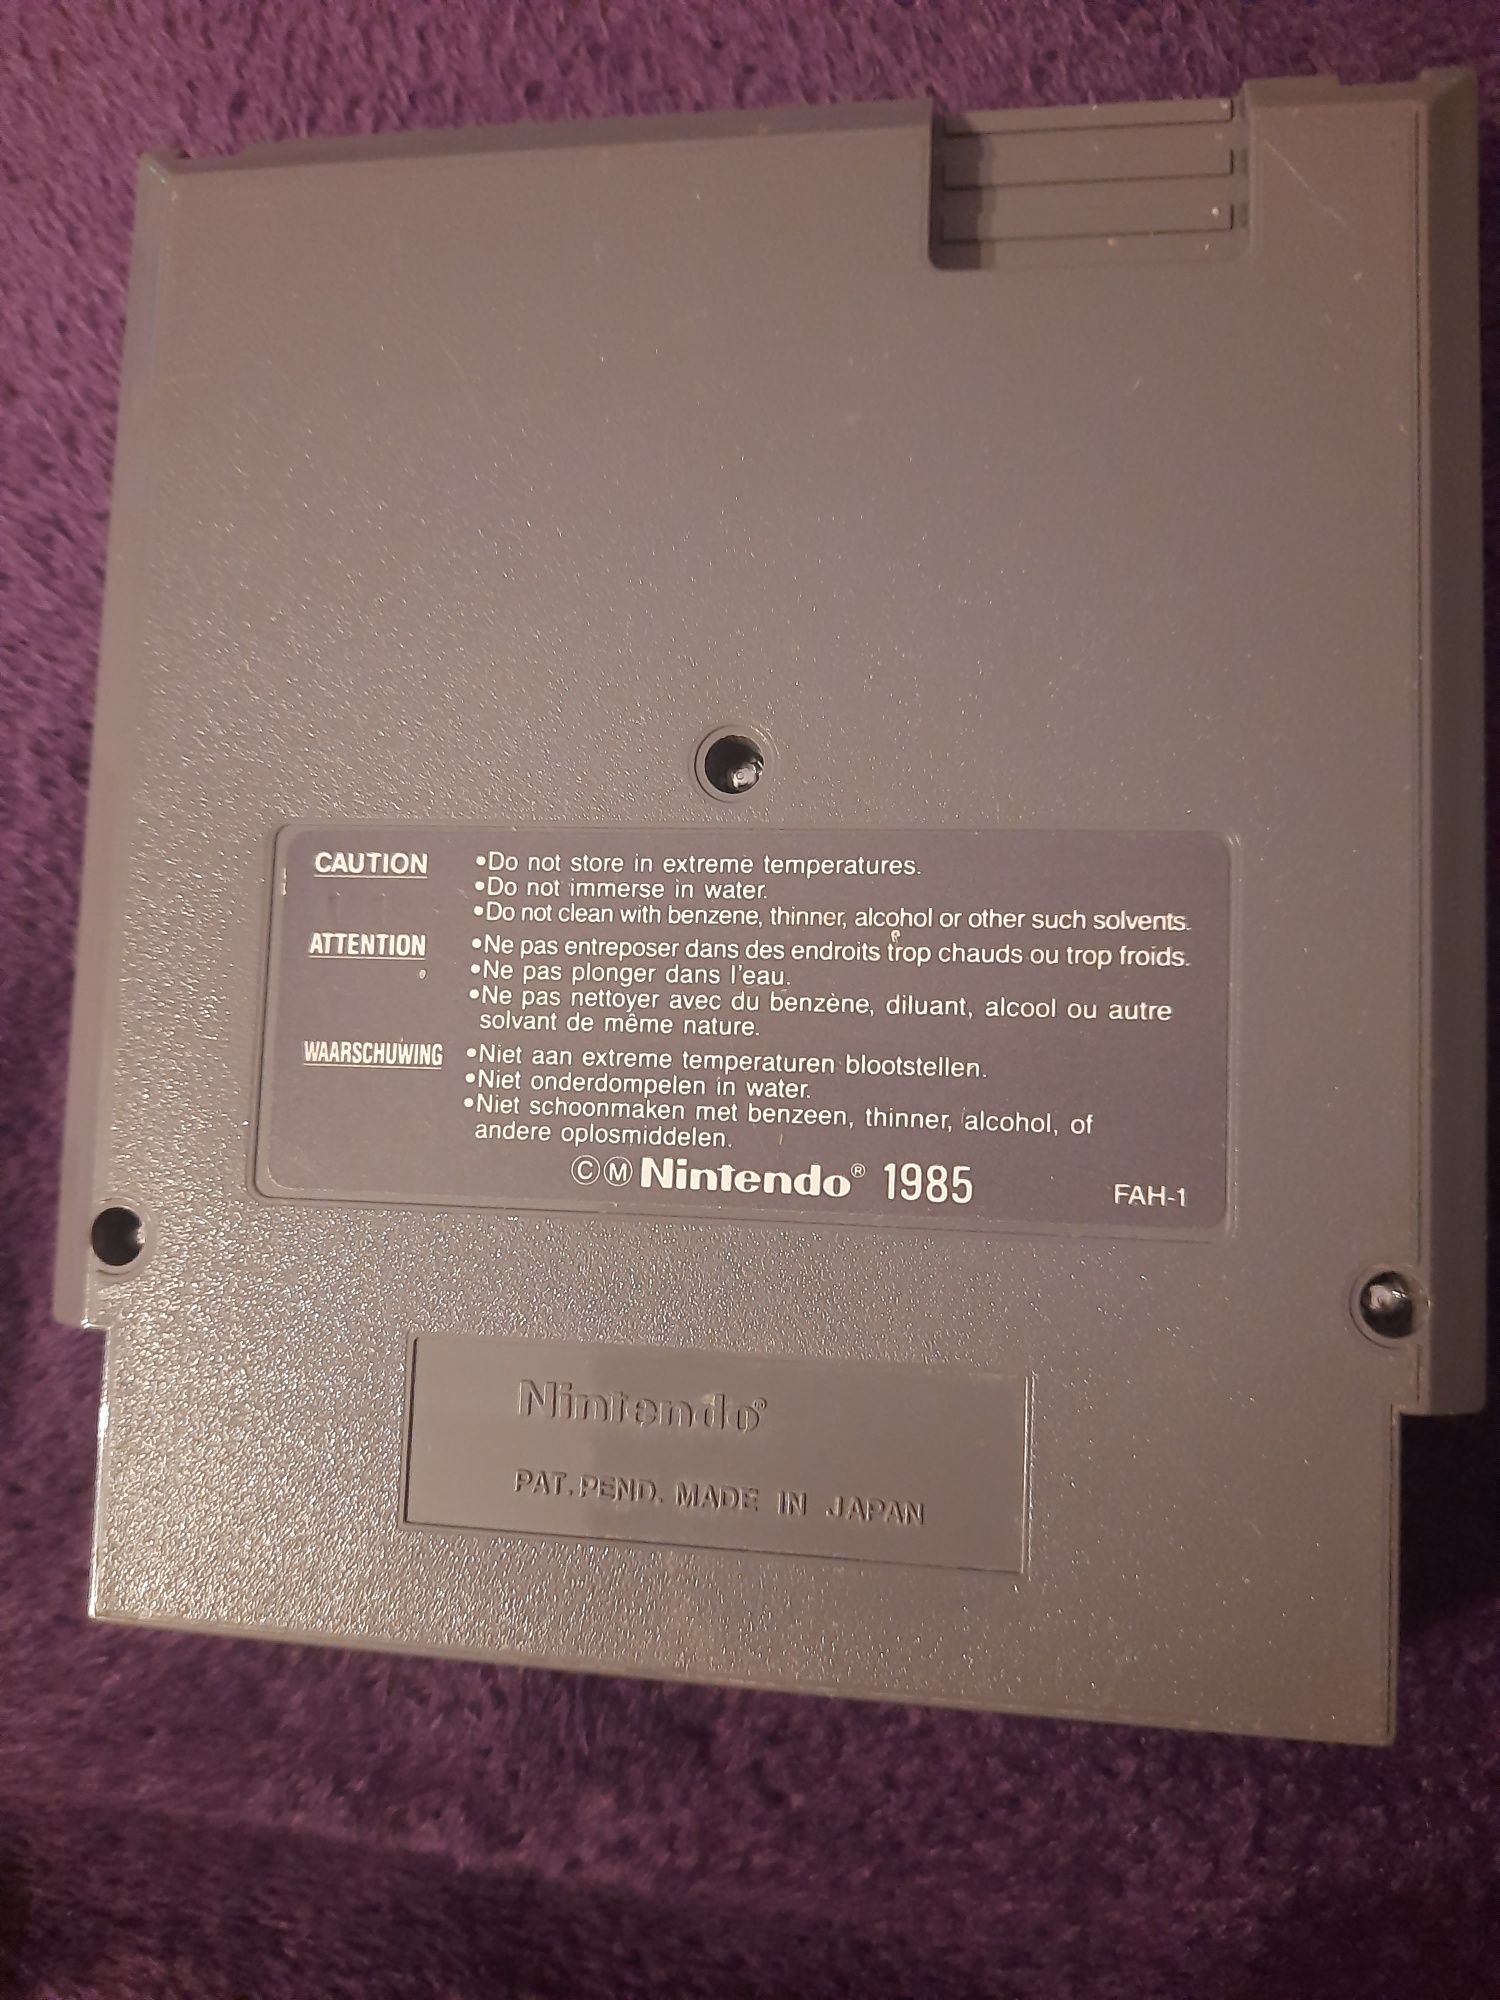 CAUTION •Do not store in extreme temperatures.
•Do not immerse in water.
•Do not clean with benzene, thinner, alcohol or other such solvents.
ATTENTION •Ne pas entreposer dans des endroits trop chauds ou trop froids.
•Ne pas plonger dans l'eau.
•Ne pas nettoyer avec du benzène, diluant, alcool ou autre
solvant de même nature.
WAARSCHUWING •Niet aan extreme temperaturen blootstellen.
•Niet onderdompelen in water.
•Niet schoonmaken met benzeen, thinner, alcohol, of
andere oplosmiddelen.
ⒸⓂ Nintendo® 1985 FAH-1
Nintendo®
PAT. PEND. MADE IN JAPAN